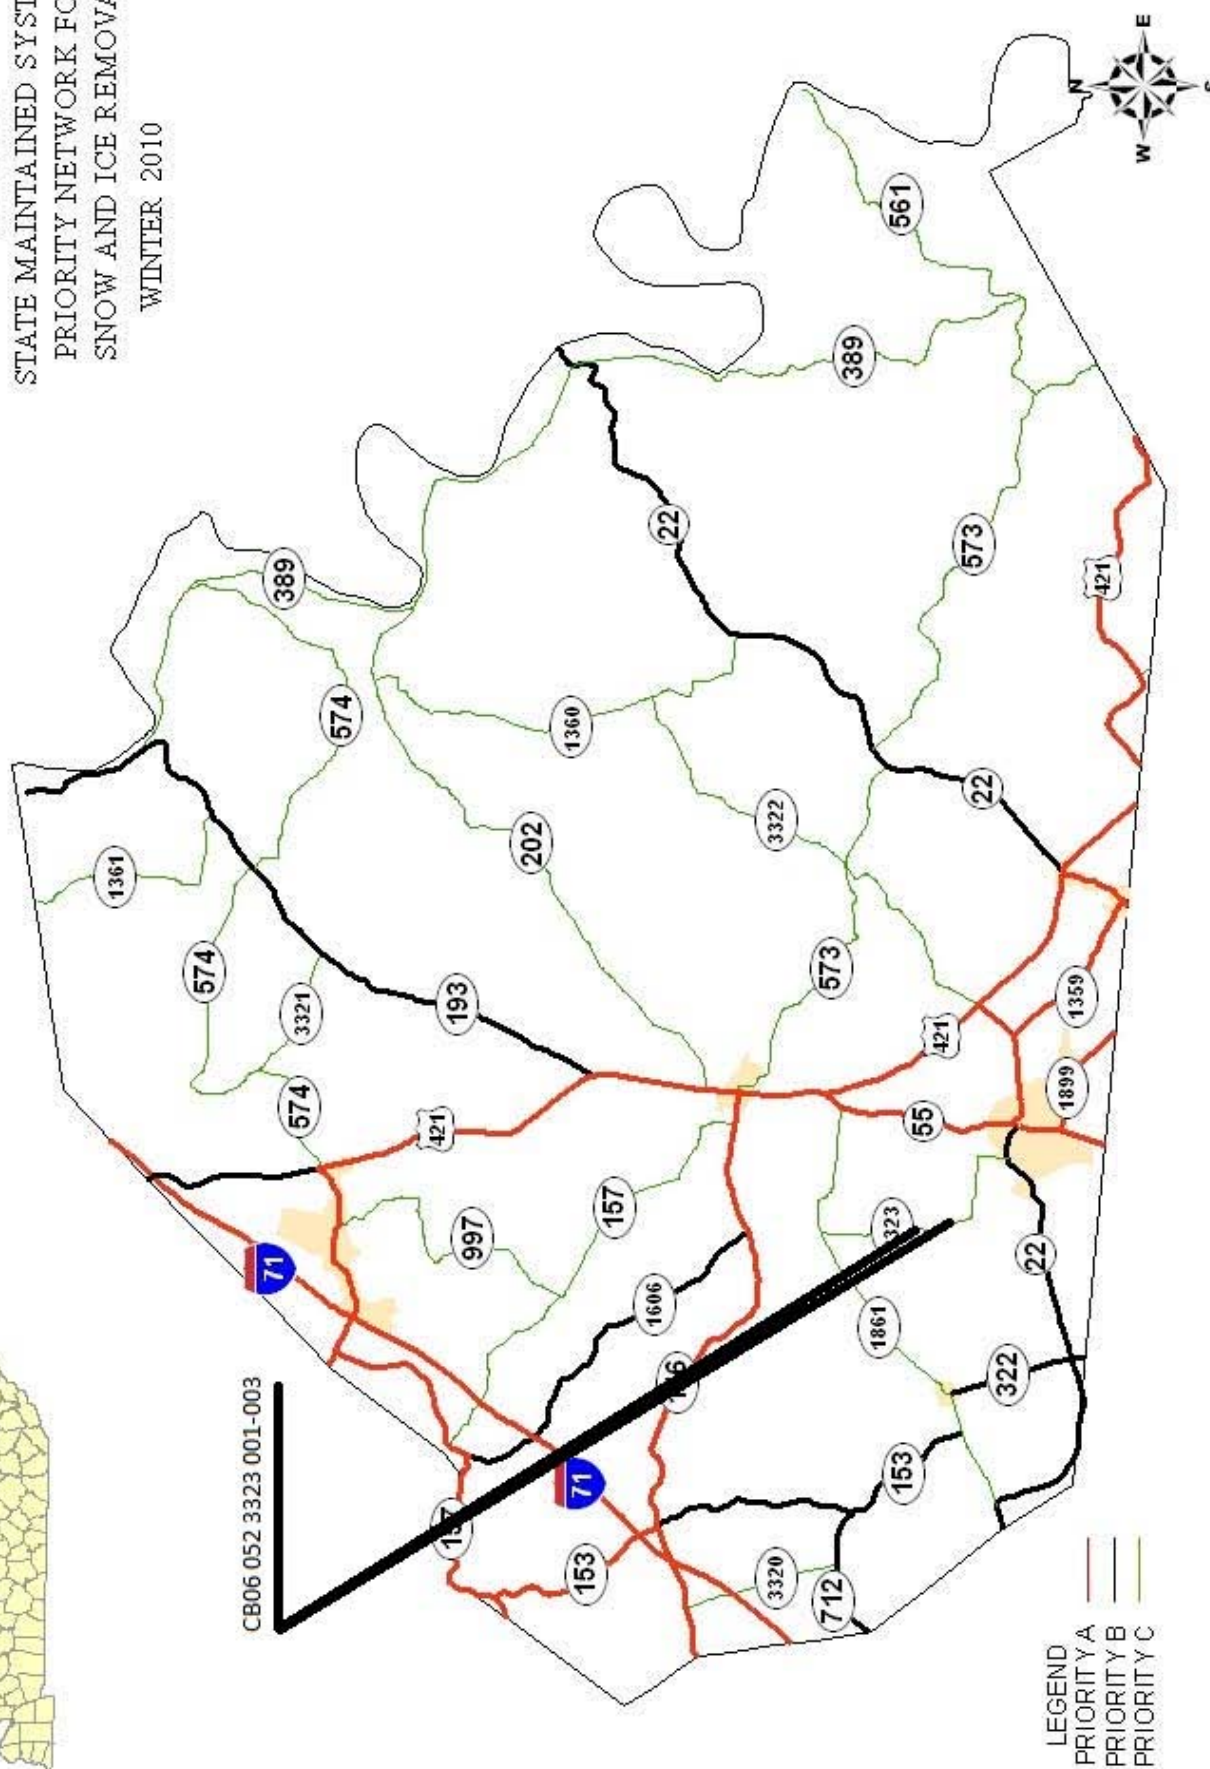 STATE MAINTAINED SYST
PRIORITY NETWORK FO
SNOW AND ICE REMOVA
WINTER 2010
CB06 052 3323 001-003
71
1361
574
574
389
574
3321
193
421
997
202
157
1606
1360
22
71
153
3320
712
153
1861
323
322
22
55
421
573
3322
22
573
389
561
421
1359
1899
N
W
E
S
LEGEND
PRIORITY A
PRIORITY B
PRIORITY C